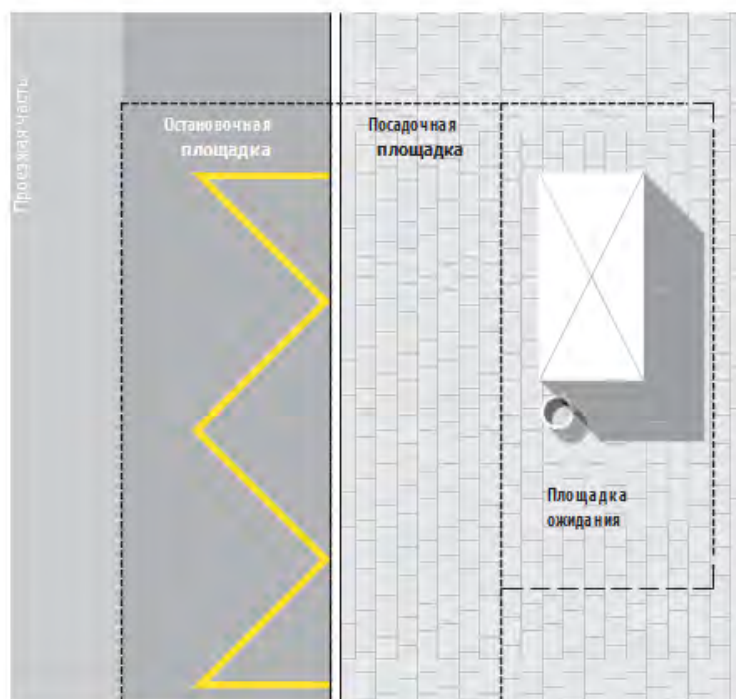 Проезжая часть
Остановочная
площадка
Посадочная
площадка
Площадка
ожидания